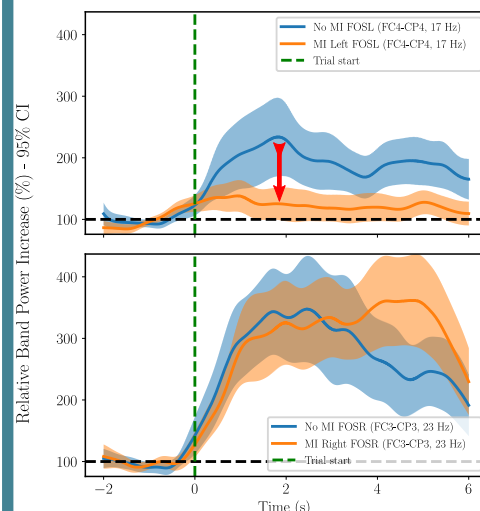 400
300
200
100
No MI FOSL (FC4-CP4, 17 Hz)
MI Left FOSL (FC4-CP4, 17 Hz)
Trial start
Relative Band Power Increase (%) - 95% CI
400
300
200
100
No MI FOSR (FC3-CP3, 23 Hz)
MI Right FOSR (FC3-CP3, 23 Hz)
Trial start
−2 0 2 4 6
Time (s)